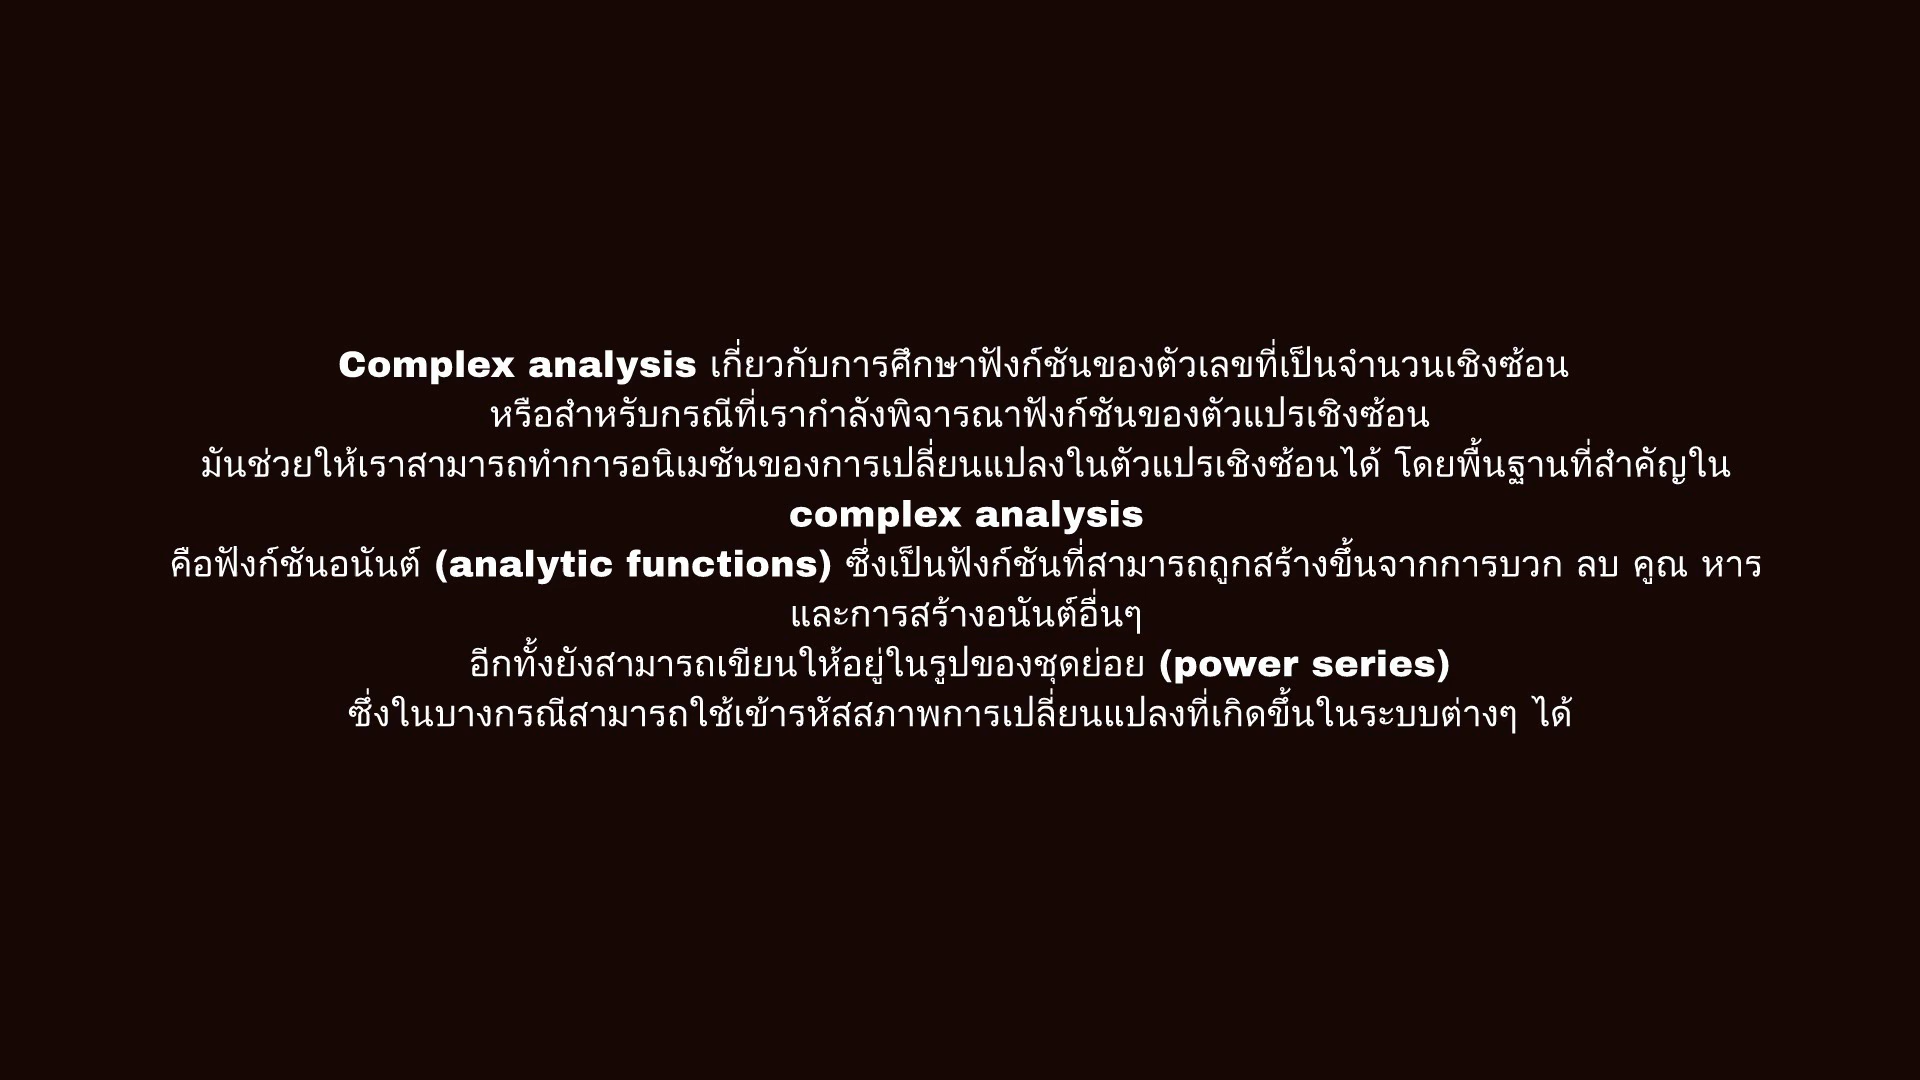 Complex analysis เกี่ยวกับการศึกษาฟังก์ชันของตัวเลขที่เป็นจำนวนเชิงซ้อน
หรือสำหรับกรณีที่เรากำลังพิจารณาฟังก์ชันของตัวแปรเชิงซ้อน
มันช่วยให้เราสามารถทำการอนิเมชันของการเปลี่ยนแปลงในตัวแปรเชิงซ้อนได้ โดยพื้นฐานที่สำคัญใน
complex analysis
คือฟังก์ชันอนันต์ (analytic functions) ซึ่งเป็นฟังก์ชันที่สามารถถูกสร้างขึ้นจากการบวก ลบ คูณ หาร
และการสร้างอนันต์อื่นๆ
อีกทั้งยังสามารถเขียนให้อยู่ในรูปของชุดย่อย (power series)
ซึ่งในบางกรณีสามารถใช้เข้ารหัสสภาพการเปลี่ยนแปลงที่เกิดขึ้นในระบบต่างๆ ได้